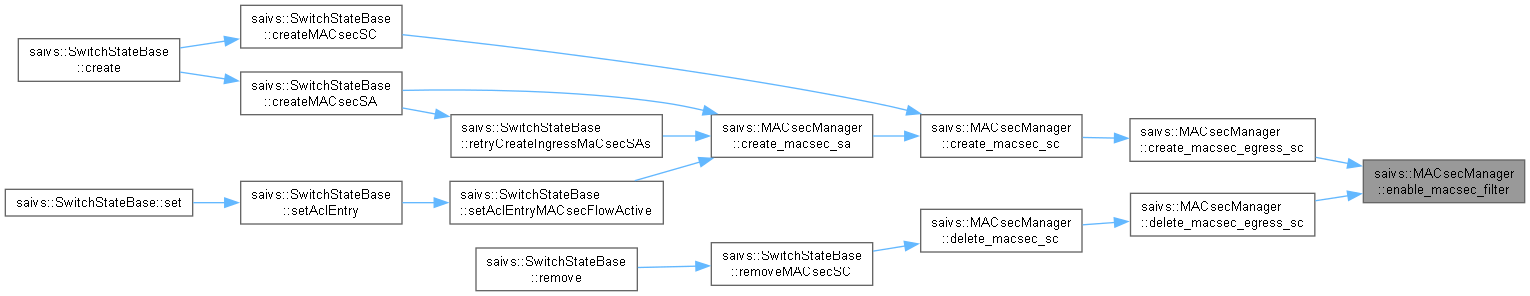 saivs::SwitchStateBase
::createMACsecSC
saivs::SwitchStateBase
::create
saivs::SwitchStateBase
::createMACsecSA
saivs::SwitchStateBase
::retryCreateIngressMaCsecSAs
saivs::MACsecManager
::create_macsec_sa
saivs::MACsecManager
::create_macsec_sc
saivs::MACsecManager
::create_macsec_egress_sc
saivs::MACsecManager
::enable_macsec_filter
saivs::SwitchStateBase::set
saivs::SwitchStateBase
::setAclEntry
saivs::SwitchStateBase
::setAclEntryMACsecFlowActive
saivs::MACsecManager
::delete_macsec_sc
saivs::MACsecManager
::delete_macsec_egress_sc
saivs::SwitchStateBase
::remove
saivs::SwitchStateBase
::removeMACsecSC